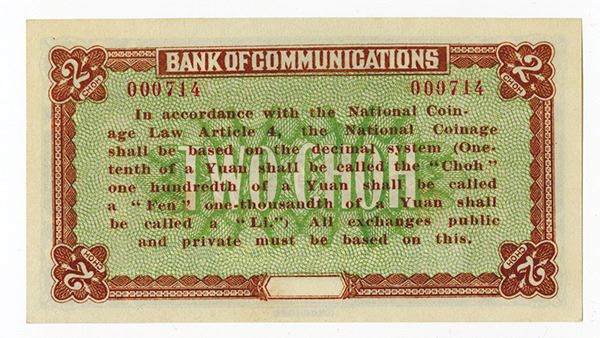 BANK OF COMMUNICATIONS
2 CHOH
2 CHOH
000714
000714
In accordance with the National Coin-
age Law Article 4, the National Coinage
shall be based on the decimal system (One-
tenth of a Yuan shall be called the "Choh"
one hundredth of a Yuan shall be called
a "Fen"; one-thousandth of a Yuan shall
be called a "Li.") All exchanges public
and private must be based on this.
TWO CHOH
2 CHOH
2 CHOH